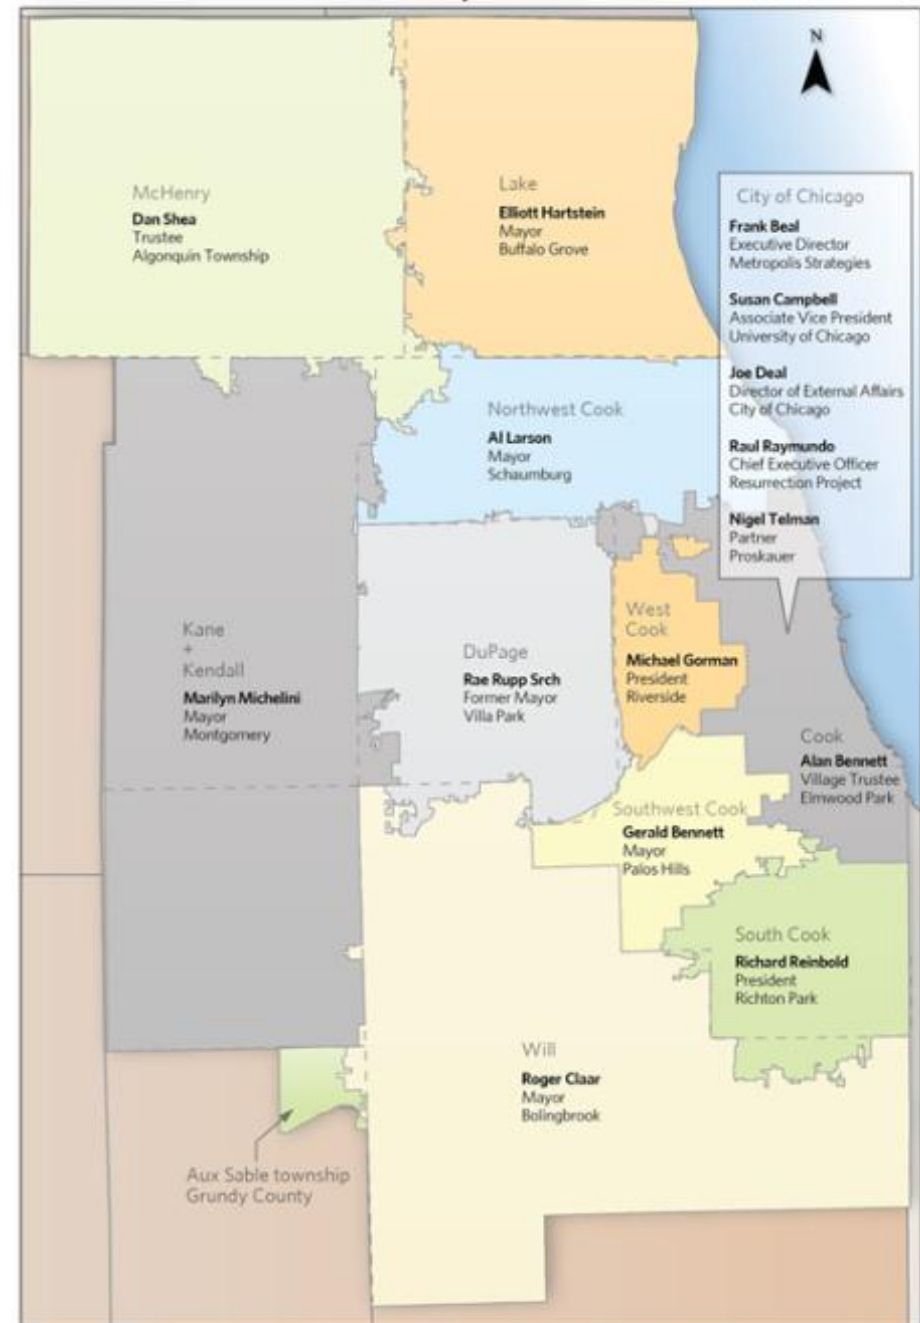 N
McHenry
Dan Shea
Trustee
Algonquin Township
Lake
Elliott Hartstein
Mayor
Buffalo Grove
City of Chicago
Frank Beal
Executive Director
Metropolis Strategies
Susan Campbell
Associate Vice President
University of Chicago
Joe Deal
Director of External Affairs
City of Chicago
Raul Raymundo
Chief Executive Officer
Resurrection Project
Nigel Telman
Partner
Proskauer
Northwest Cook
Al Larson
Mayor
Schaumburg
Kane
+
Kendall
Marilyn Michelini
Mayor
Montgomery
DuPage
Rae Rupp Srch
Former Mayor
Villa Park
West
Cook
Michael Gorman
President
Riverside
Cook
Alan Bennett
Village Trustee
Elmwood Park
Southwest Cook
Gerald Bennett
Mayor
Palos Hills
South Cook
Richard Reinbold
President
Richton Park
Will
Roger Claar
Mayor
Bolingbrook
Aux Sable township
Grundy County